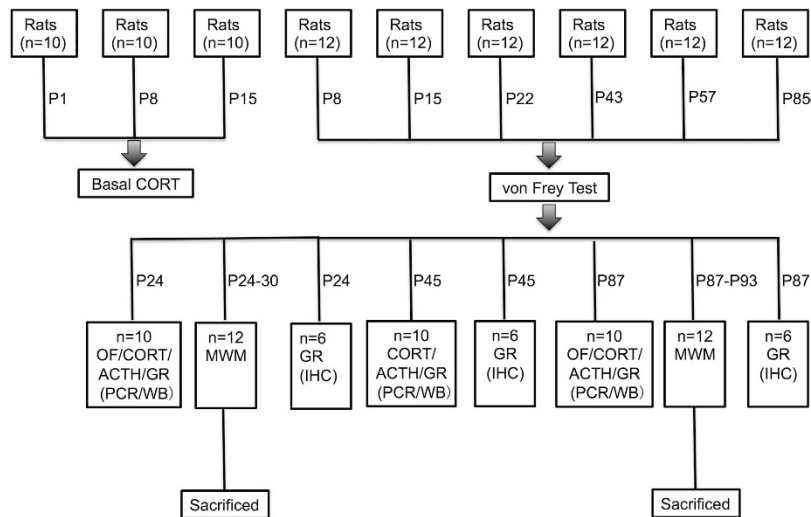 Rats
(n=10)
Rats
(n=10)
Rats
(n=10)
Rats
(n=12)
Rats
(n=12)
Rats
(n=12)
Rats
(n=12)
Rats
(n=12)
Rats
(n=12)
P1
P8
P15
P8
P15
P22
P43
P57
P85
Basal CORT
von Frey Test
P24
P24-30
P24
P45
P45
P87
P87-P93
P87
n=10
OF/CORT/
ACTH/GR
(PCR/WB)
n=12
MWM
n=6
GR
(IHC)
n=10
CORT/
ACTH/GR
(PCR/WB)
n=6
GR
(IHC)
n=10
OF/CORT/
ACTH/GR
(PCR/WB)
n=12
MWM
n=6
GR
(IHC)
Sacrificed
Sacrificed